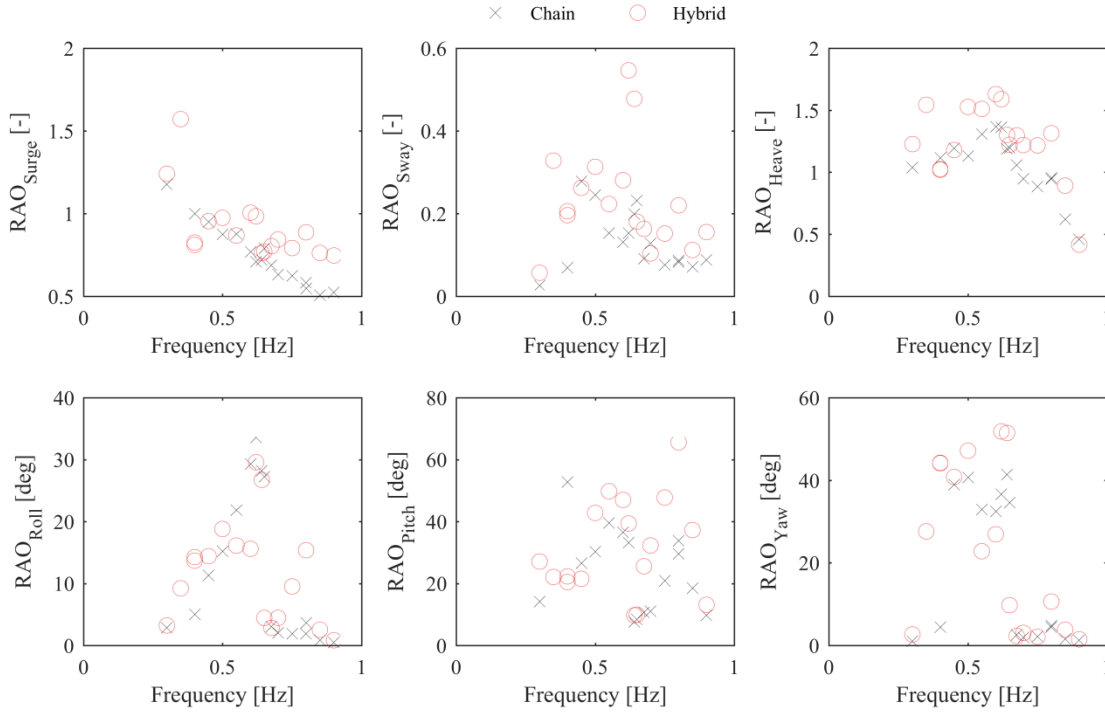 Chain Hybrid
2
1.5
1
0.5
0 0.5 1
RAO_Surge [-]
Frequency [Hz]
0.6
0.4
0.2
0
0 0.5 1
RAO_Sway [-]
Frequency [Hz]
2
1.5
1
0.5
0
0 0.5 1
RAO_Heave [-]
Frequency [Hz]
40
30
20
10
0
0 0.5 1
RAO_Roll [deg]
Frequency [Hz]
80
60
40
20
0
0 0.5 1
RAO_Pitch [deg]
Frequency [Hz]
60
40
20
0
0 0.5 1
RAO_Yaw [deg]
Frequency [Hz]